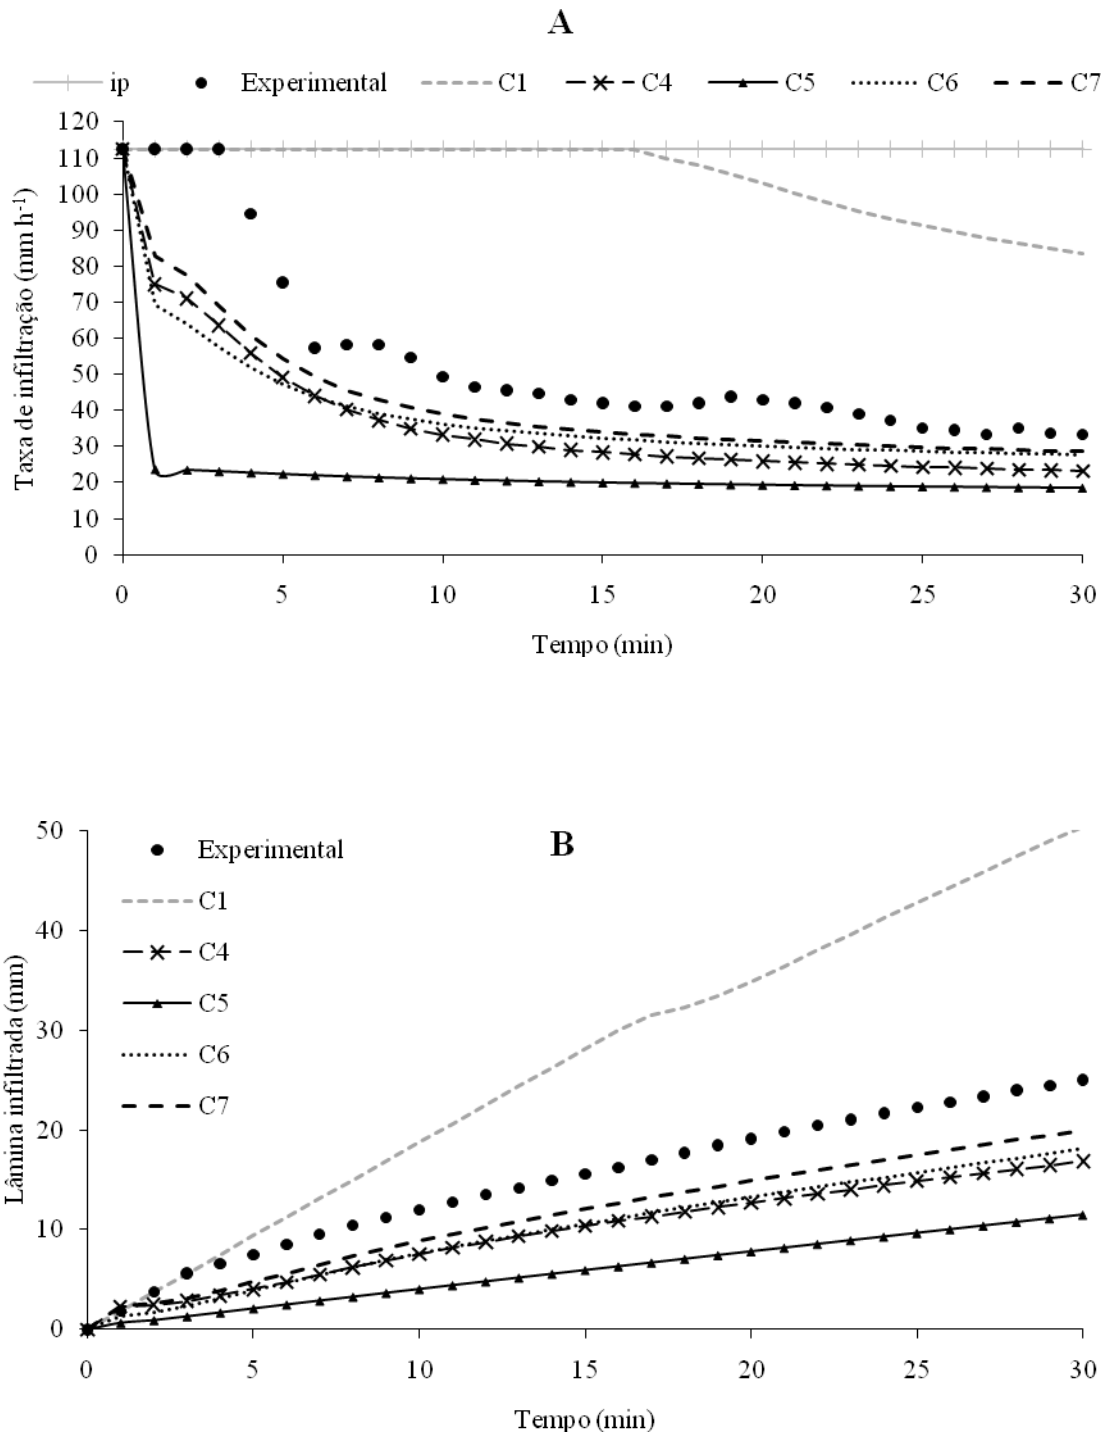 A
ip Experimental C1 C4 C5 C6 C7
120
110
100
90
80
70
60
50
40
30
20
10
0
Taxa de infiltração (mm h-1)
0 5 10 15 20 25 30
Tempo (min)
B
50
40
30
20
10
0
Lâmina infiltrada (mm)
Experimental
C1
C4
C5
C6
C7
0 5 10 15 20 25 30
Tempo (min)